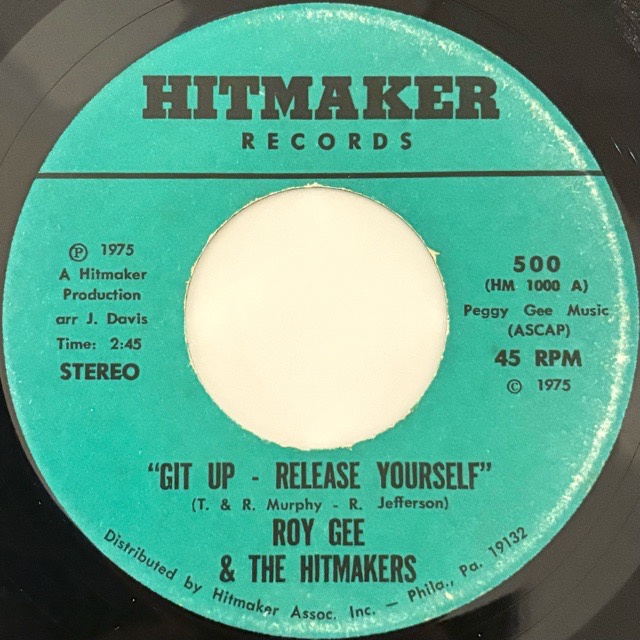 HITMAKER
RECORDS
Ⓟ 1975
A Hitmaker
Production
arr J. Davis
Time: 2:45
STEREO
500
(HM 1000 A)
Peggy Gee Music
(ASCAP)
45 RPM
© 1975
"GIT UP - RELEASE YOURSELF"
(T. & R. Murphy - R. Jefferson)
ROY GEE
& THE HITMAKERS
Distributed by Hitmaker Assoc. Inc. — Phila., Pa. 19132